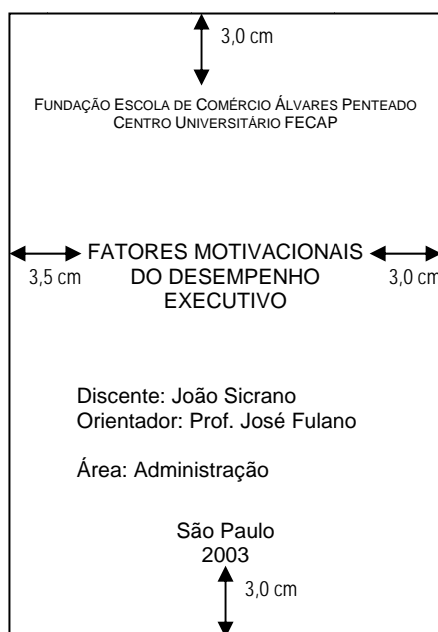 3,0 cm
FUNDAÇÃO ESCOLA DE COMÉRCIO ÁLVARES PENTEADO
CENTRO UNIVERSITÁRIO FECAP
FATORES MOTIVACIONAIS
DO DESEMPENHO
EXECUTIVO
3,5 cm
3,0 cm
Discente: João Sicrano
Orientador: Prof. José Fulano
Área: Administração
São Paulo
2003
3,0 cm